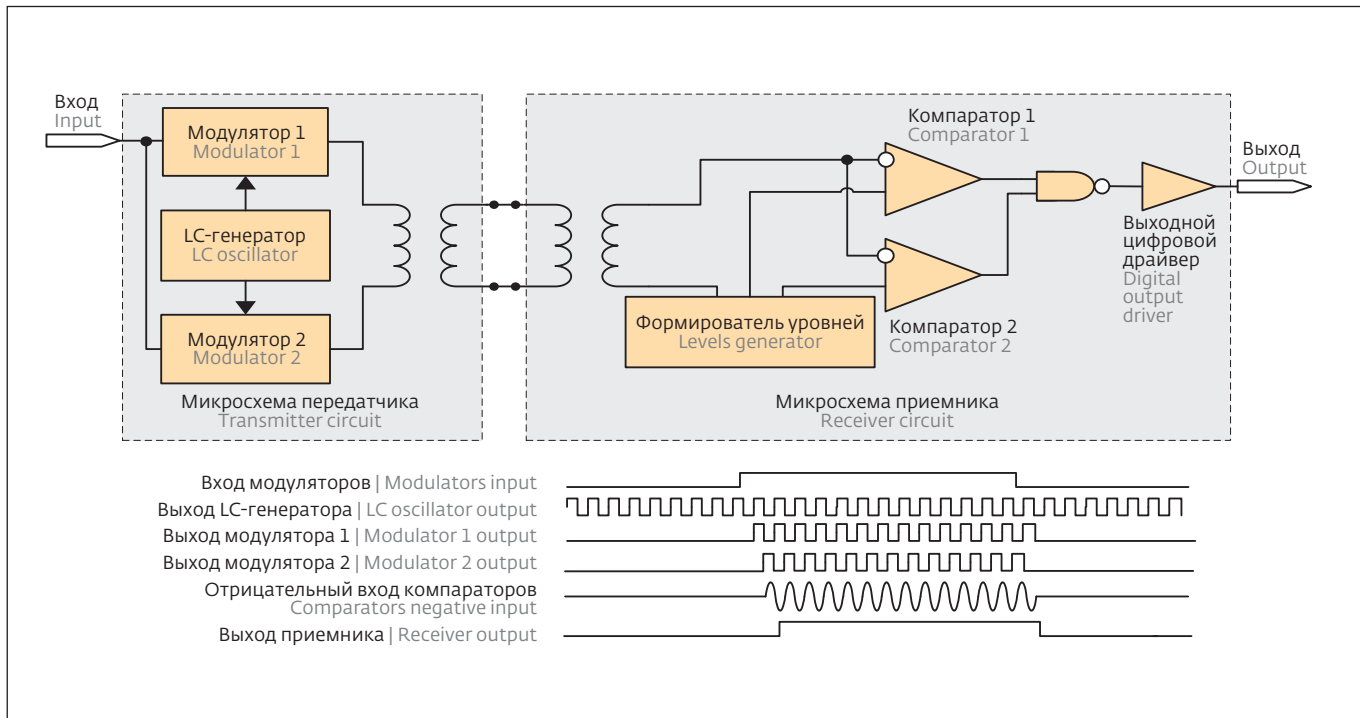 Вход
Input
Модулятор 1
Modulator 1
LC-генератор
LC oscillator
Модулятор 2
Modulator 2
Микросхема передатчика
Transmitter circuit
Компаратор 1
Comparator 1
Формирователь уровней
Levels generator
Компаратор 2
Comparator 2
Выход
Output
Выходной
цифровой
драйвер
Digital
output
driver
Микросхема приемника
Receiver circuit
Вход модуляторов | Modulators input
Выход LC-генератора | LC oscillator output
Выход модулятора 1 | Modulator 1 output
Выход модулятора 2 | Modulator 2 output
Отрицательный вход компараторов
Comparators negative input
Выход приемника | Receiver output